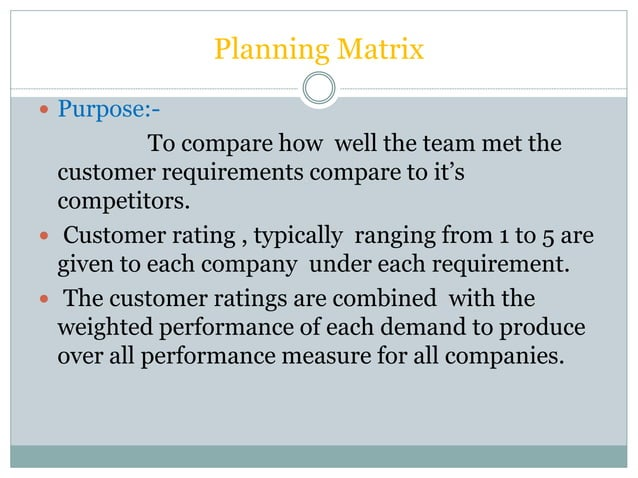 Planning Matrix
Purpose:-
To compare how well the team met the
customer requirements compare to it’s
competitors.
Customer rating , typically ranging from 1 to 5 are
given to each company under each requirement.
The customer ratings are combined with the
weighted performance of each demand to produce
over all performance measure for all companies.